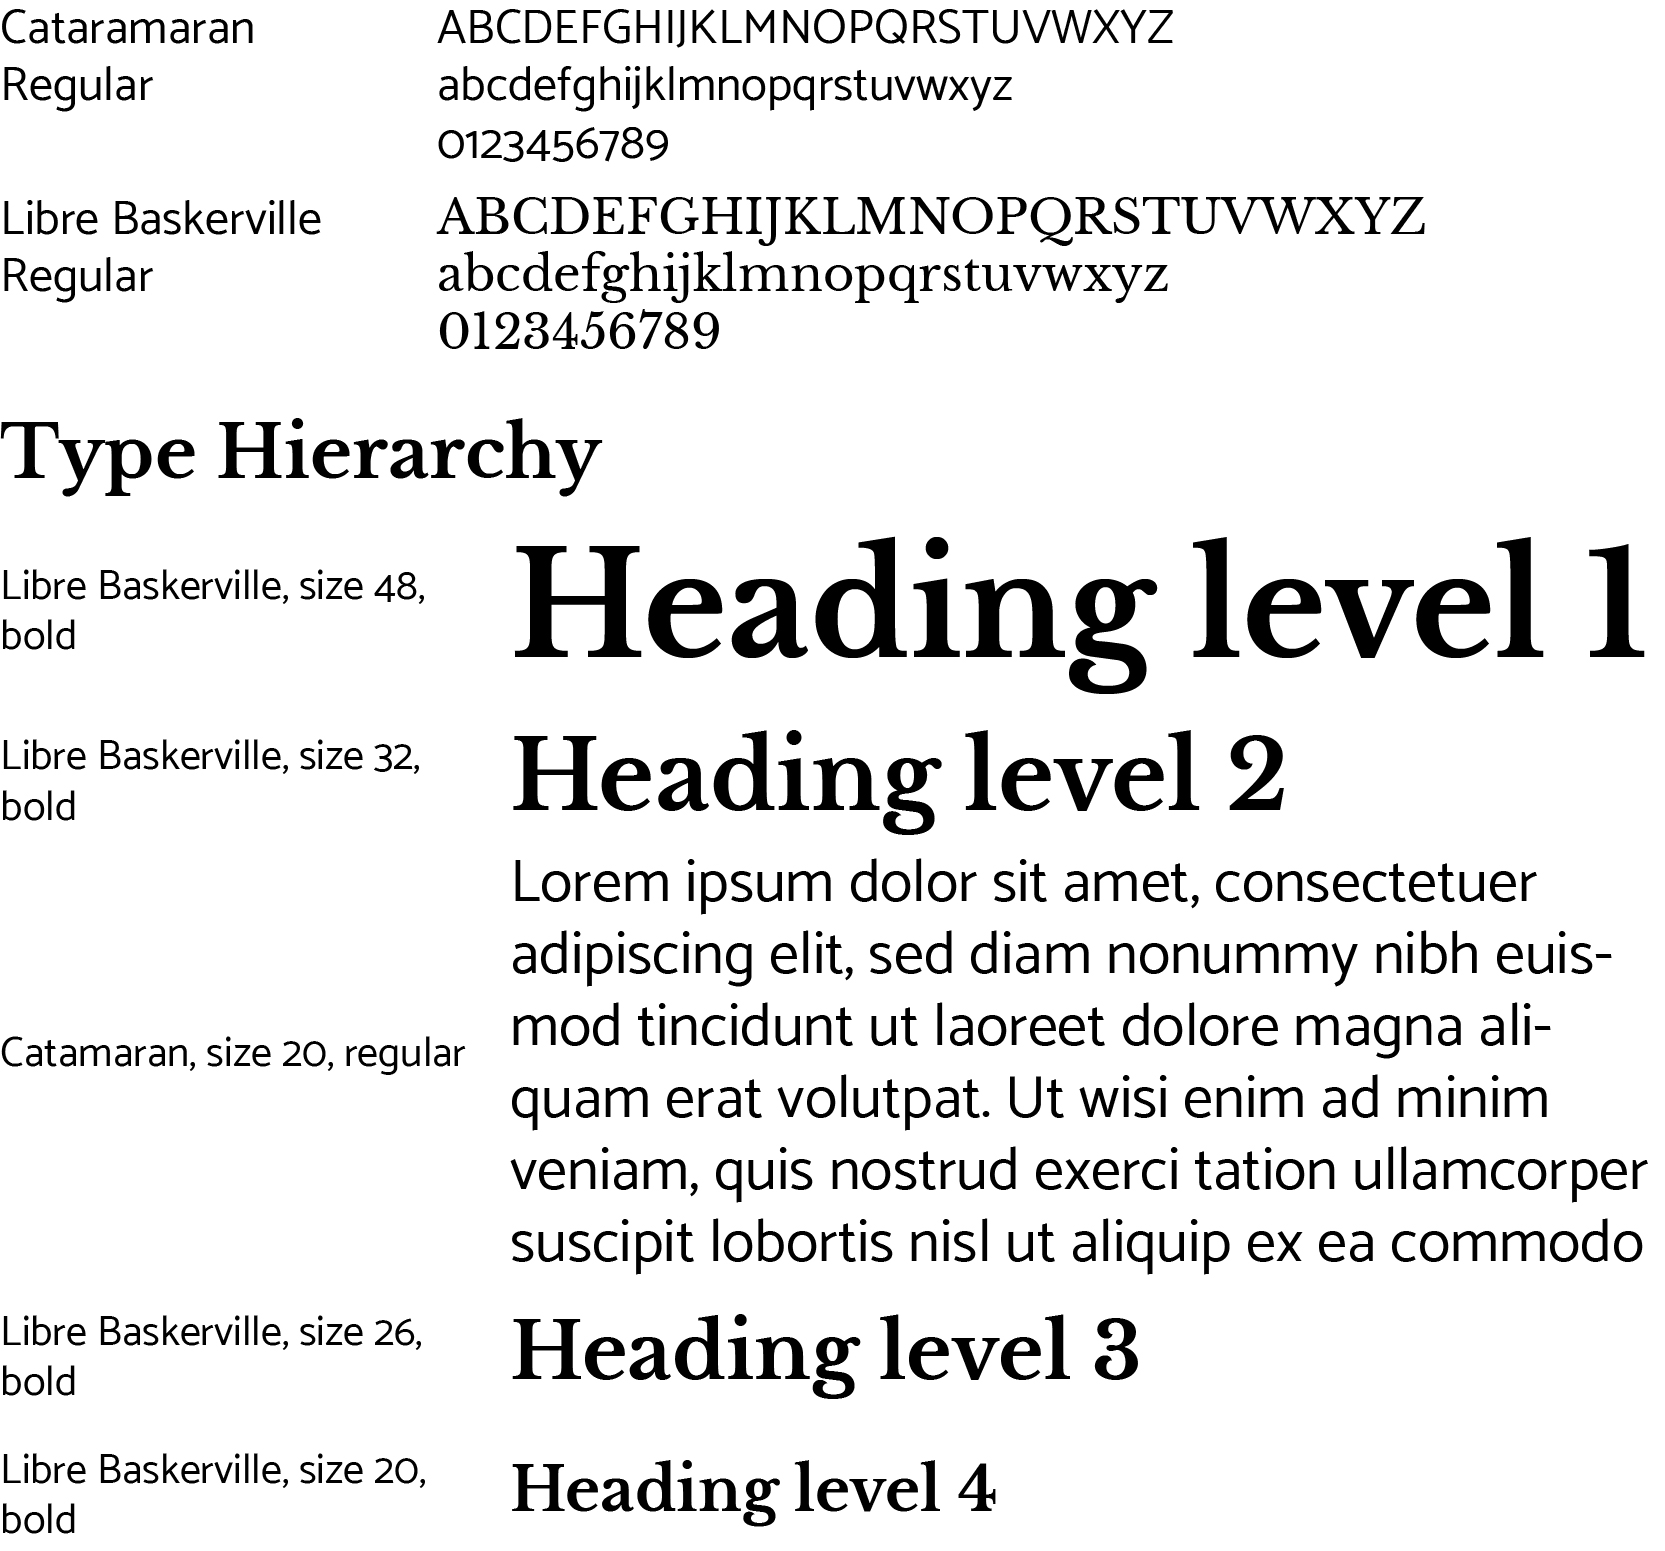 Cataramaran
Regular
ABCDEFGHIJKLMNOPQRSTUVWXYZ
abcdefghijklmnopqrstuvwxyz
0123456789
Libre Baskerville
Regular
ABCDEFGHIJKLMNOPQRSTUVWXYZ
abcdefghijklmnopqrstuvwxyz
0123456789
Type Hierarchy
Libre Baskerville, size 48,
bold
Heading level 1
Libre Baskerville, size 32,
bold
Heading level 2
Catamaran, size 20, regular
Lorem ipsum dolor sit amet, consectetuer
adipiscing elit, sed diam nonummy nibh euis-
mod tincidunt ut laoreet dolore magna ali-
quam erat volutpat. Ut wisi enim ad minim
veniam, quis nostrud exerci tation ullamcorper
suscipit lobortis nisl ut aliquip ex ea commodo
Libre Baskerville, size 26,
bold
Heading level 3
Libre Baskerville, size 20,
bold
Heading level 4